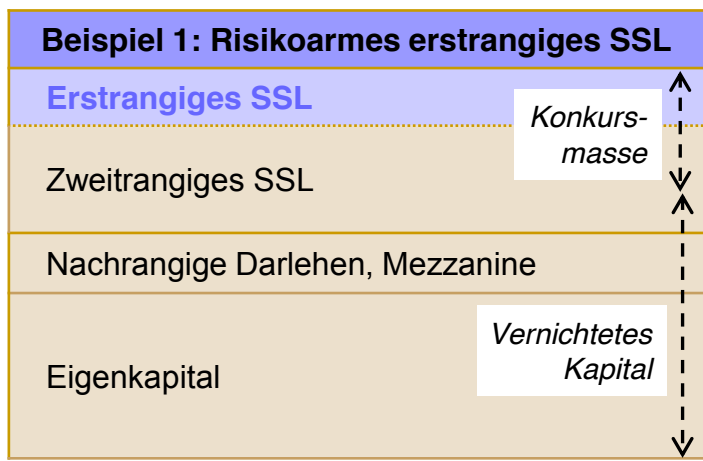 Beispiel 1: Risikoarmes erstrangiges SSL
Erstrangiges SSL
Konkurs-
masse
Zweitrangiges SSL
Nachrangige Darlehen, Mezzanine
Vernichtetes
Kapital
Eigenkapital